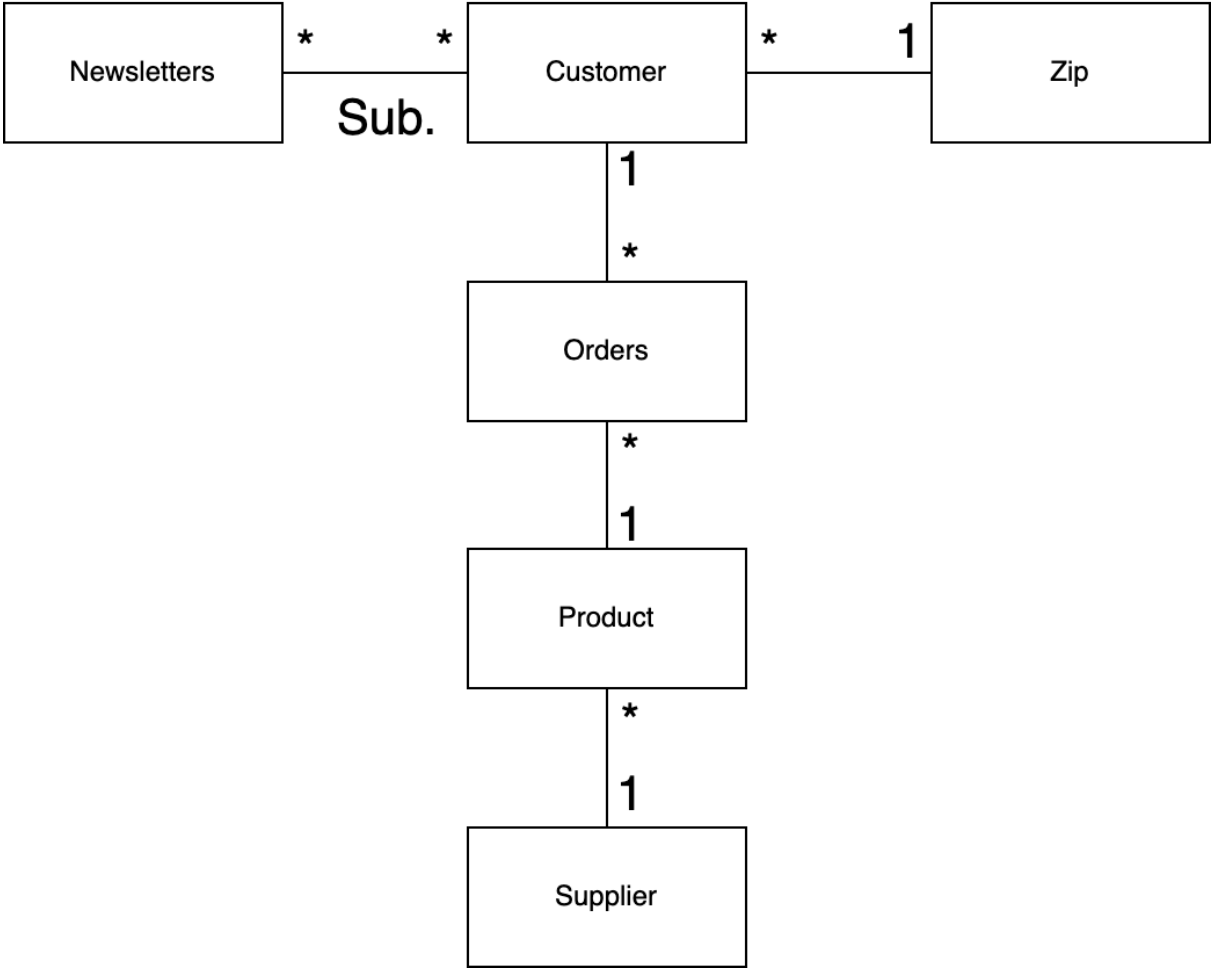 Newsletters
*
*
Sub.
Customer
*
1
Zip
1
*
Orders
*
1
Product
*
1
Supplier